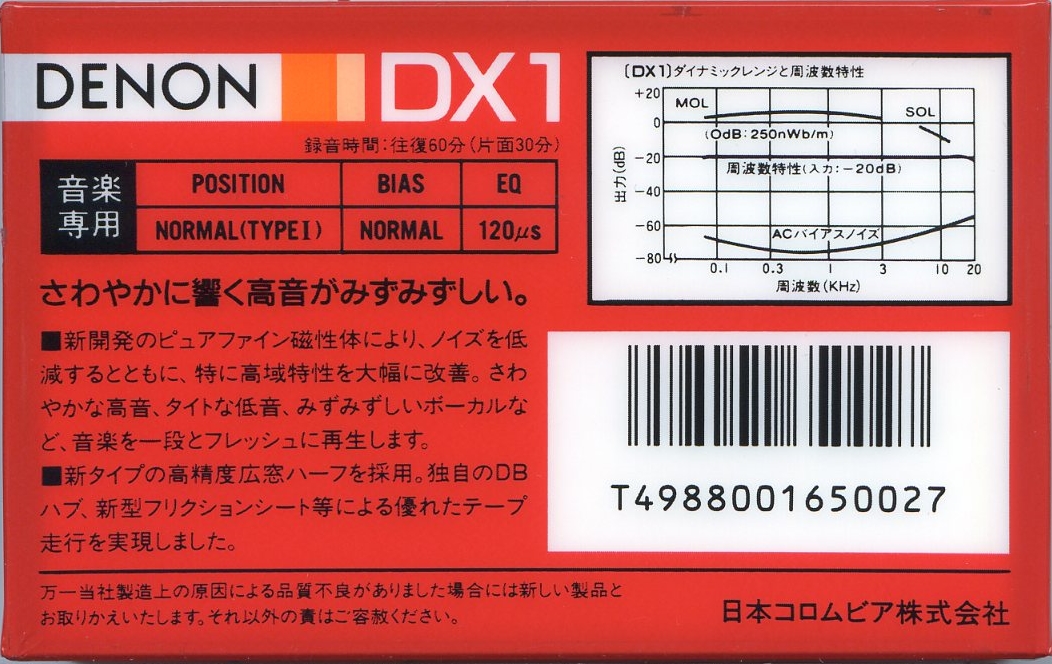 DENON DX1
録音時間:往復60分(片面30分)
音楽専用
POSITION BIAS EQ
NORMAL(TYPEⅠ) NORMAL 120μs
さわやかに響く高音がみずみずしい。
■新開発のピュアファイン磁性体により、ノイズを低
減するとともに、特に高域特性を大幅に改善。さわ
やかな高音、タイトな低音、みずみずしいボーカルな
ど、音楽を一段とフレッシュに再生します。
■新タイプの高精度広窓ハーフを採用。独自のDB
ハブ、新型フリクションシート等による優れたテープ
走行を実現しました。
〔DX1〕ダイナミックレンジと周波数特性
出力(dB)
+20
0
-20
-40
-60
-80
MOL
SOL
(0dB:250nWb/m)
周波数特性(入力:-20dB)
ACバイアスノイズ
0.1 0.3 1 3 10 20
周波数(KHz)
T4988001650027
万一当社製造上の原因による品質不良がありました場合には新しい製品と
お取りかえいたします。それ以外の責はご容赦ください。
日本コロムビア株式会社